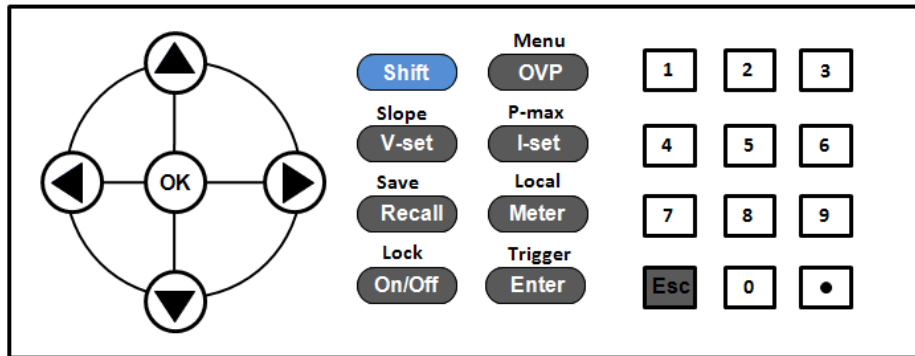 Menu
Shift OVP 1 2 3
Slope P-max
V-set I-set 4 5 6
OK
Save Local
Recall Meter 7 8 9
Lock Trigger
On/Off Enter Esc 0 •